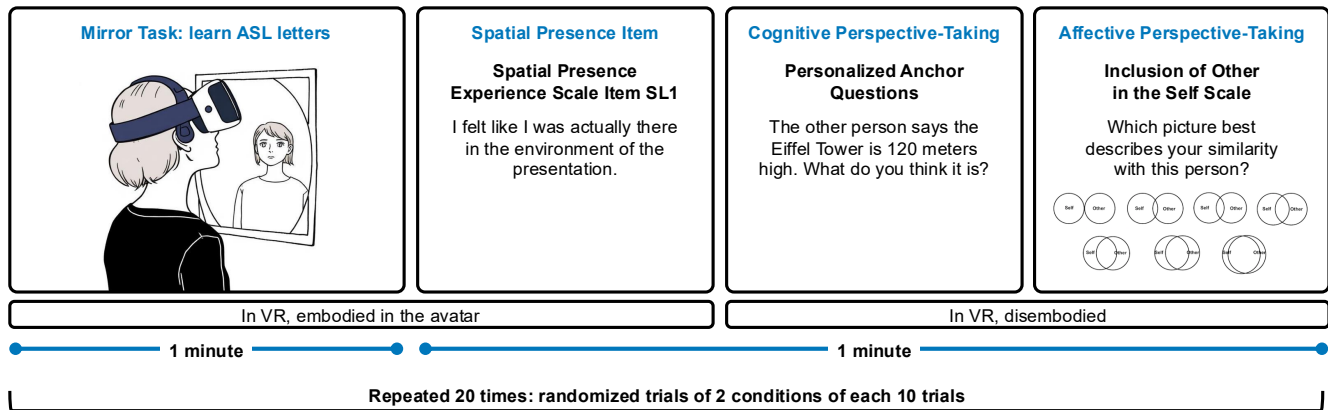 Mirror Task: learn ASL letters
Spatial Presence Item
Spatial Presence
Experience Scale Item SL1
I felt like I was actually there
in the environment of the
presentation.
Cognitive Perspective-Taking
Personalized Anchor
Questions
The other person says the
Eiffel Tower is 120 meters
high. What do you think it is?
Affective Perspective-Taking
Inclusion of Other
in the Self Scale
Which picture best
describes your similarity
with this person?
Self Other Self Other Self Other Self Other
Self Other Self Other Self Other
In VR, embodied in the avatar
In VR, disembodied
1 minute
1 minute
Repeated 20 times: randomized trials of 2 conditions of each 10 trials